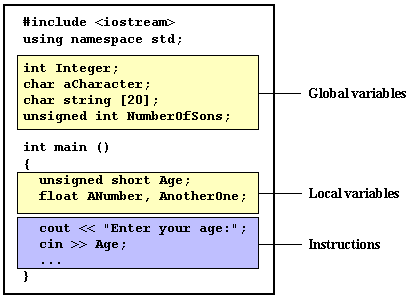 #include <iostream>
using namespace std;
int Integer;
char aCharacter;
char string [20];
unsigned int NumberOfSons;
Global variables
int main ()
{
unsigned short Age;
float ANumber, AnotherOne;
Local variables
cout << "Enter your age:";
cin >> Age;
...
Instructions
}